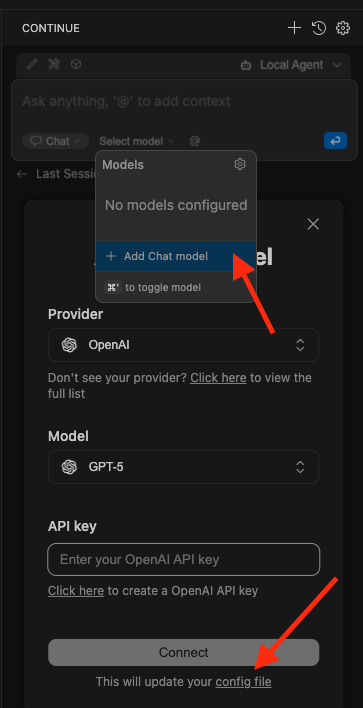 CONTINUE
Local Agent
Ask anything, '@' to add context
Chat
Select model
@
Last Sessi
Models
No models configured
+ Add Chat model
el
⌘' to toggle model
Provider
OpenAI
Don't see your provider? Click here to view the
full list
Model
GPT-5
API key
Enter your OpenAI API key
Click here to create a OpenAI API key
Connect
This will update your config file